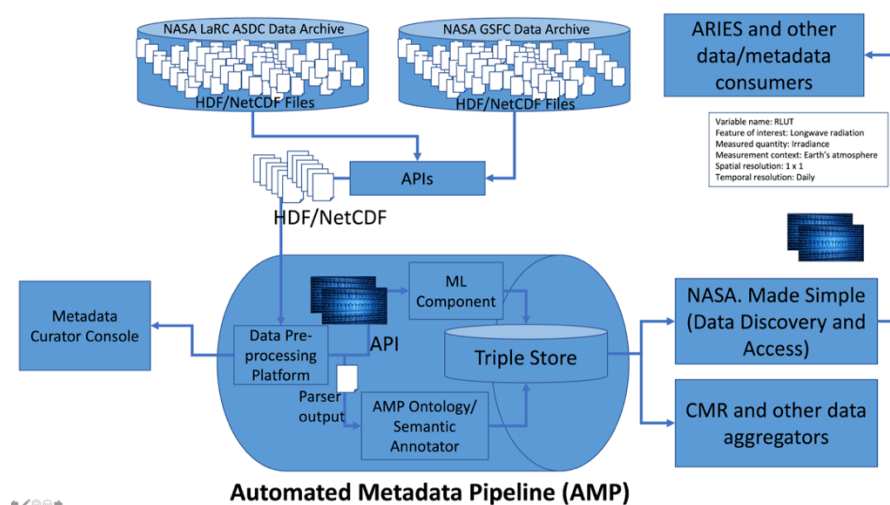 NASA LaRC ASDC Data Archive
HDF/NetCDF Files
NASA GSFC Data Archive
HDF/NetCDF Files
ARIES and other
data/metadata
consumers
Variable name: RLUT
Feature of interest: Longwave radiation
Measured quantity: Irradiance
Measurement context: Earth's atmosphere
Spatial resolution: 1 x 1
Temporal resolution: Daily
APIs
HDF/NetCDF
Metadata
Curator Console
Data Pre-
processing
Platform
API
ML
Component
Triple Store
Parser
output
AMP Ontology/
Semantic
Annotator
NASA. Made Simple
(Data Discovery and
Access)
CMR and other data
aggregators
Automated Metadata Pipeline (AMP)